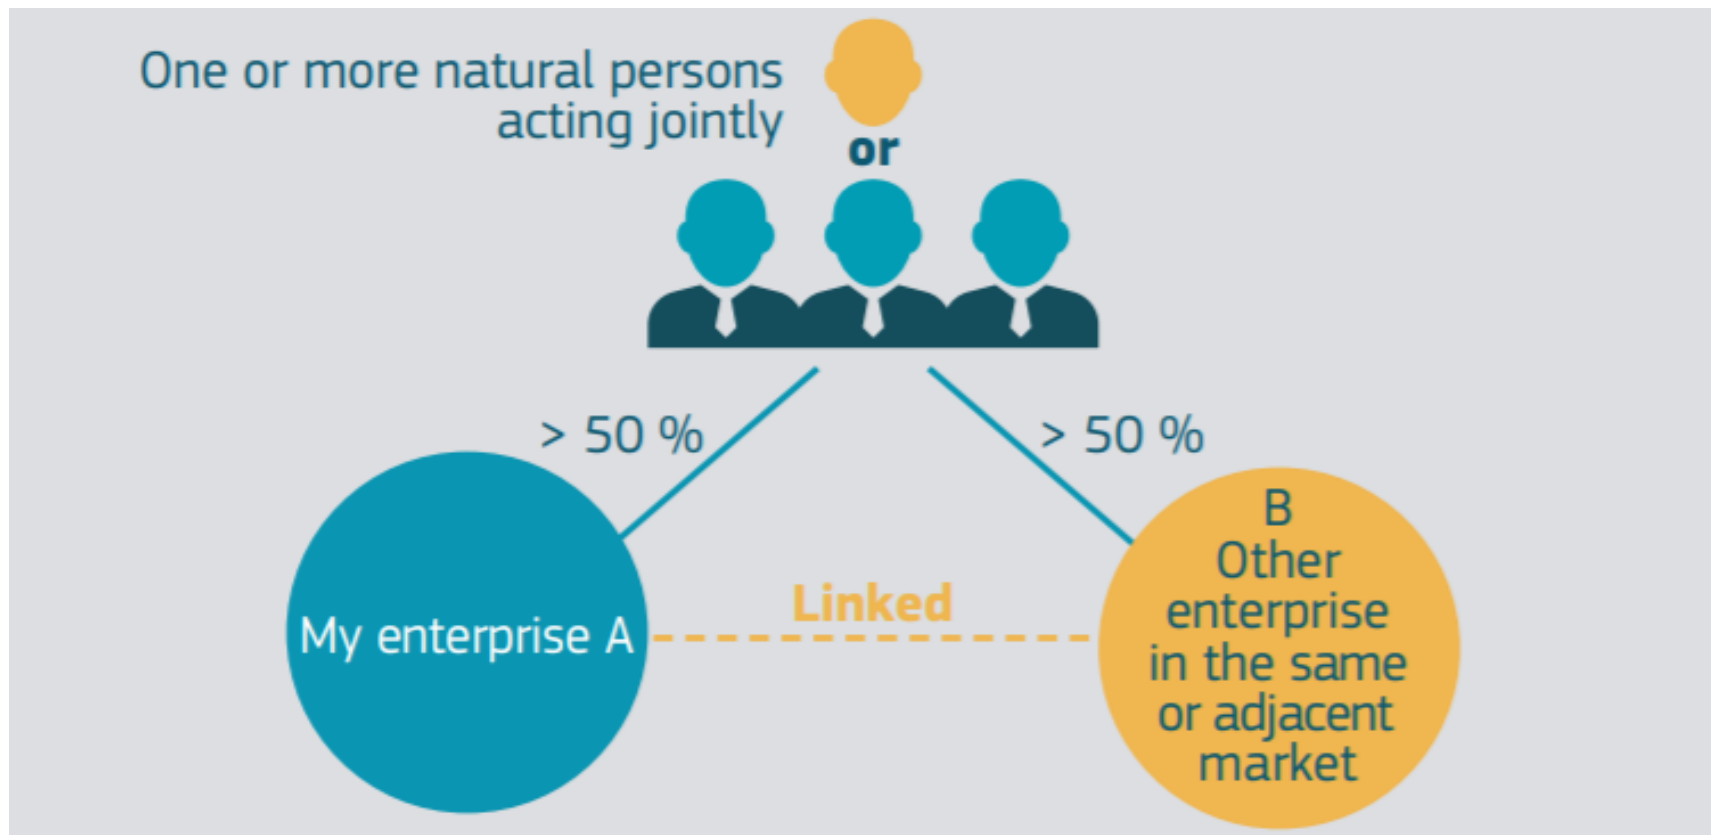 One or more natural persons
acting jointly
or
> 50 %
> 50 %
My enterprise A
Linked
B
Other
enterprise
in the same
or adjacent
market